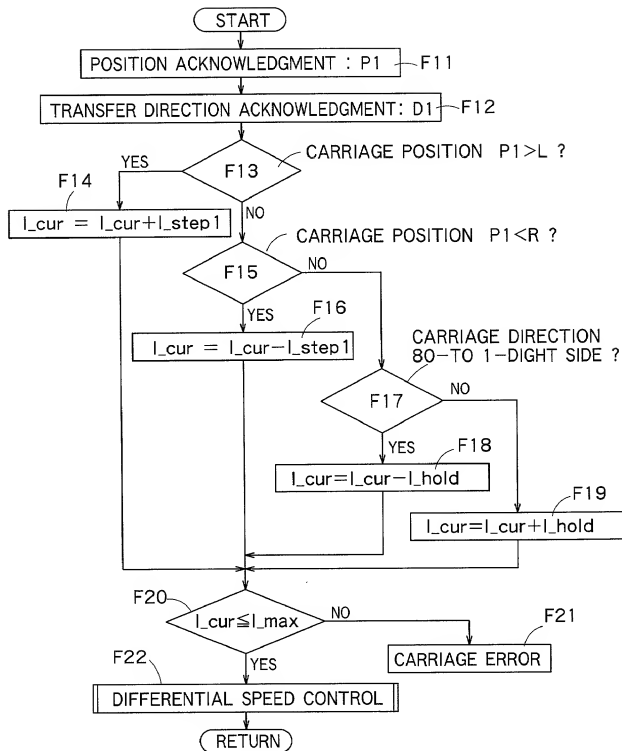 START
POSITION ACKNOWLEDGMENT : P1
F11
TRANSFER DIRECTION ACKNOWLEDGMENT: D1
F12
YES
F13
CARRIAGE POSITION P1>L ?
F14
I_cur = I_cur+I_step1
NO
CARRIAGE POSITION P1<R ?
F15
NO
YES
F16
I_cur = I_cur-I_step1
CARRIAGE DIRECTION
80-TO 1-DIGHT SIDE ?
F17
NO
YES
F18
I_cur=I_cur-I_hold
F19
I_cur=I_cur+I_hold
F20
I_cur≦I_max
NO
F21
CARRIAGE ERROR
F22
YES
DIFFERENTIAL SPEED CONTROL
RETURN